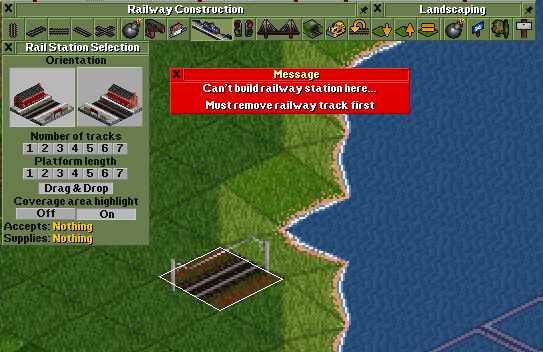 Railway Construction
Landscaping
Rail Station Selection
Orientation
Number of tracks
1 2 3 4 5 6 7
Platform length
1 2 3 4 5 6 7
Drag & Drop
Coverage area highlight
Off On
Accepts: Nothing
Supplies: Nothing
Message
Can't build railway station here...
Must remove railway track first